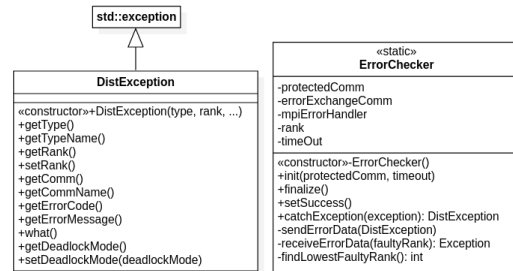 std::exception
DistException
«constructor»+DistException(type, rank, ...)
+getType()
+getTypeName()
+getRank()
+setRank()
+getComm()
+getCommName()
+getErrorCode()
+getErrorMessage()
+what()
+getDeadlockMode()
+setDeadlockMode(deadlockMode)
«static»
ErrorChecker
-protectedComm
-errorExchangeComm
-mpiErrorHandler
-rank
-timeOut
«constructor»-ErrorChecker()
+init(protectedComm, timeout)
+finalize()
+setSuccess()
+catchException(exception): DistException
-sendErrorData(DistException)
-receiveErrorData(faultyRank): Exception
-findLowestFaultyRank(): int